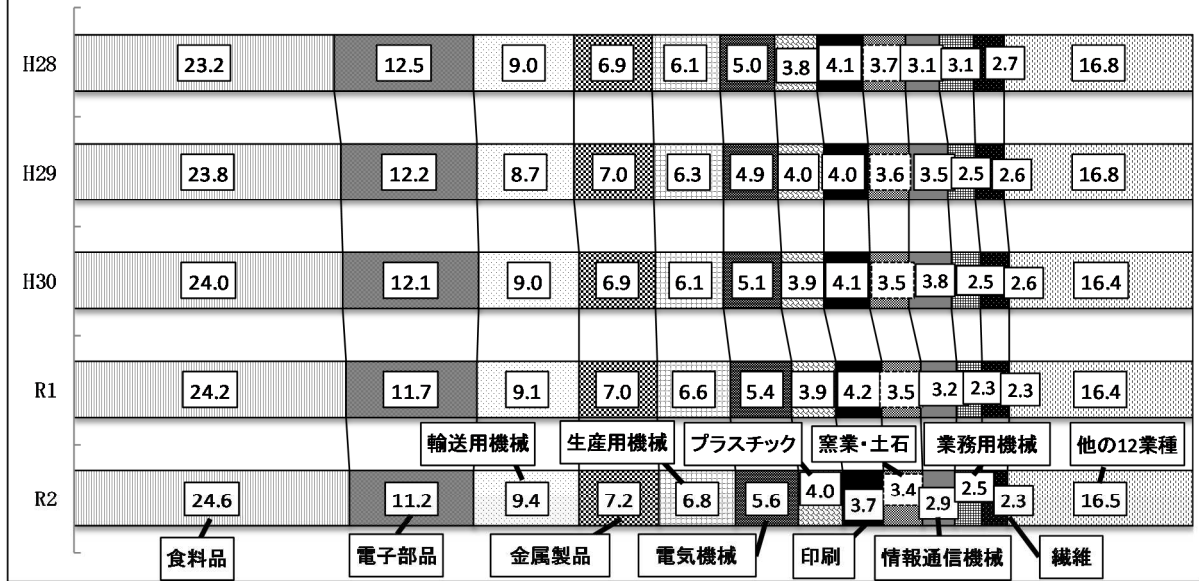 H28 23.2 12.5 9.0 6.9 6.1 5.0 3.8 4.1 3.7 3.1 3.1 2.7 16.8
H29 23.8 12.2 8.7 7.0 6.3 4.9 4.0 4.0 3.6 3.5 2.5 2.6 16.8
H30 24.0 12.1 9.0 6.9 6.1 5.1 3.9 4.1 3.5 3.8 2.5 2.6 16.4
R1 24.2 11.7 9.1 7.0 6.6 5.4 3.9 4.2 3.5 3.2 2.3 2.3 16.4
輸送用機械 生産用機械 プラスチック 窯業・土石 業務用機械 他の12業種
R2 24.6 11.2 9.4 7.2 6.8 5.6 4.0 3.7 3.4 2.9 2.5 2.3 16.5
食料品 電子部品 金属製品 電気機械 印刷 情報通信機械 繊維